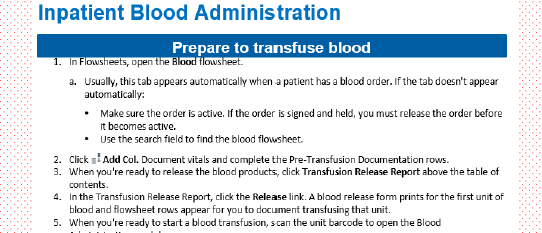 Inpatient Blood Administration
Prepare to transfuse blood
1. In Flowsheets, open the Blood flowsheet.
a. Usually, this tab appears automatically when a patient has a blood order. If the tab doesn't appear
automatically:
• Make sure the order is active. If the order is signed and held, you must release the order before
it becomes active.
• Use the search field to find the blood flowsheet.
2. Click Add Col. Document vitals and complete the Pre-Transfusion Documentation rows.
3. When you're ready to release the blood products, click Transfusion Release Report above the table of
contents.
4. In the Transfusion Release Report, click the Release link. A blood release form prints for the first unit of
blood and flowsheet rows appear for you to document transfusing that unit.
5. When you're ready to start a blood transfusion, scan the unit barcode to open the Blood